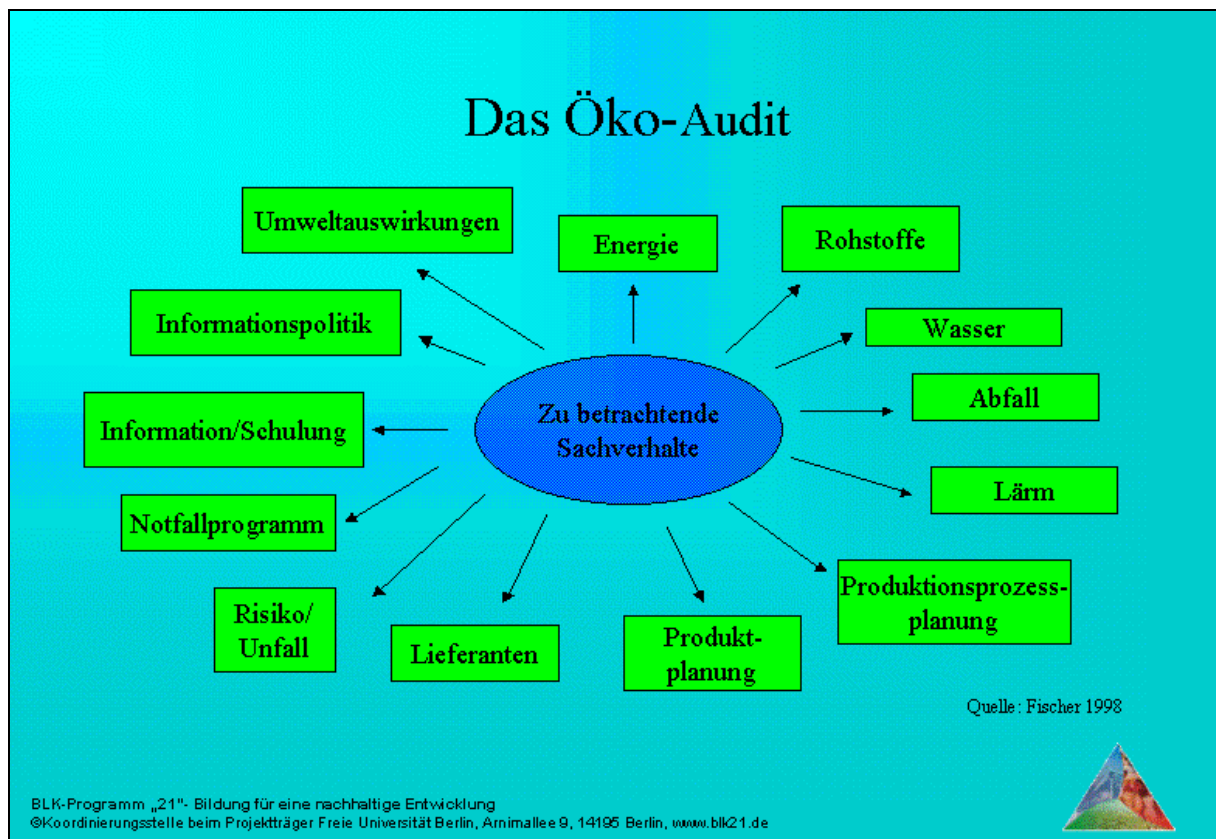 Das Öko-Audit
Umweltauswirkungen
Energie
Rohstoffe
Informationspolitik
Wasser
Information/Schulung
Zu betrachtende
Sachverhalte
Abfall
Lärm
Notfallprogramm
Risiko/
Unfall
Lieferanten
Produkt-
planung
Produktionsprozess-
planung
Quelle: Fischer 1998
BLK-Programm „21"- Bildung für eine nachhaltige Entwicklung
©Koordinierungsstelle beim Projektträger Freie Universität Berlin, Arnimallee 9, 14195 Berlin, www.blk21.de